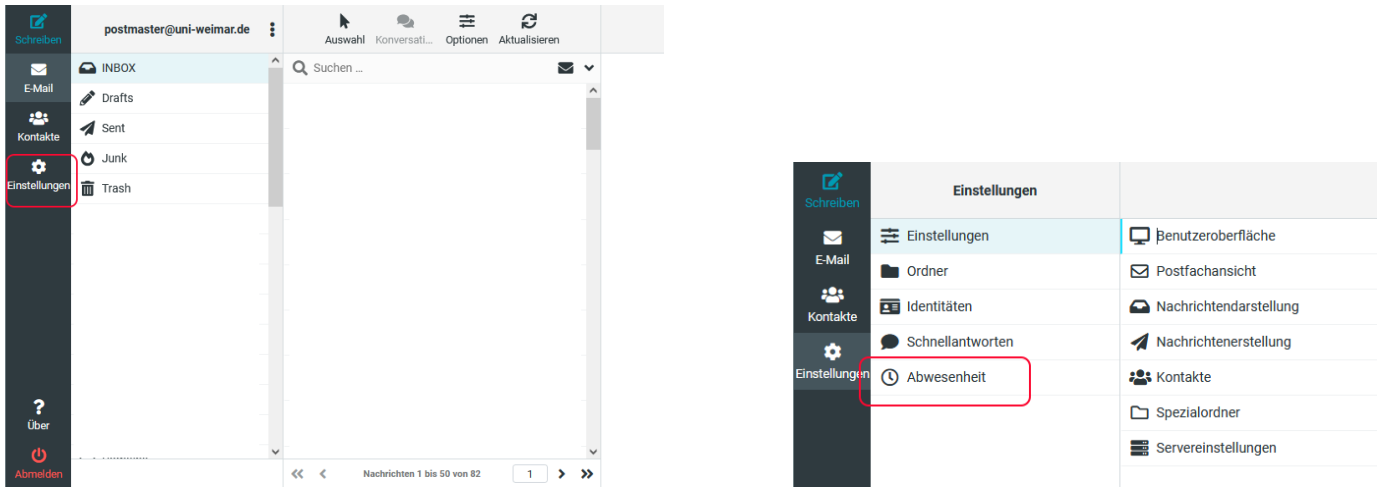 Schreiben
postmaster@uni-weimar.de
Auswahl
Konversati...
Optionen
Aktualisieren
E-Mail
Kontakte
Einstellungen
INBOX
Drafts
Sent
Junk
Trash
Suchen ...
Über
Abmelden
Nachrichten 1 bis 50 von 82
1
Schreiben
E-Mail
Kontakte
Einstellungen
Einstellungen
Einstellungen
Ordner
Identitäten
Schnellantworten
Abwesenheit
Benutzeroberfläche
Postfachansicht
Nachrichtendarstellung
Nachrichtenerstellung
Kontakte
Spezialordner
Servereinstellungen